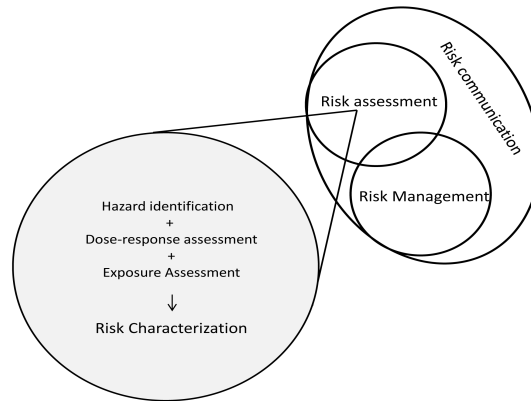 Risk communication
Risk assessment
Risk Management
Hazard identification
+
Dose-response assessment
+
Exposure Assessment
↓
Risk Characterization